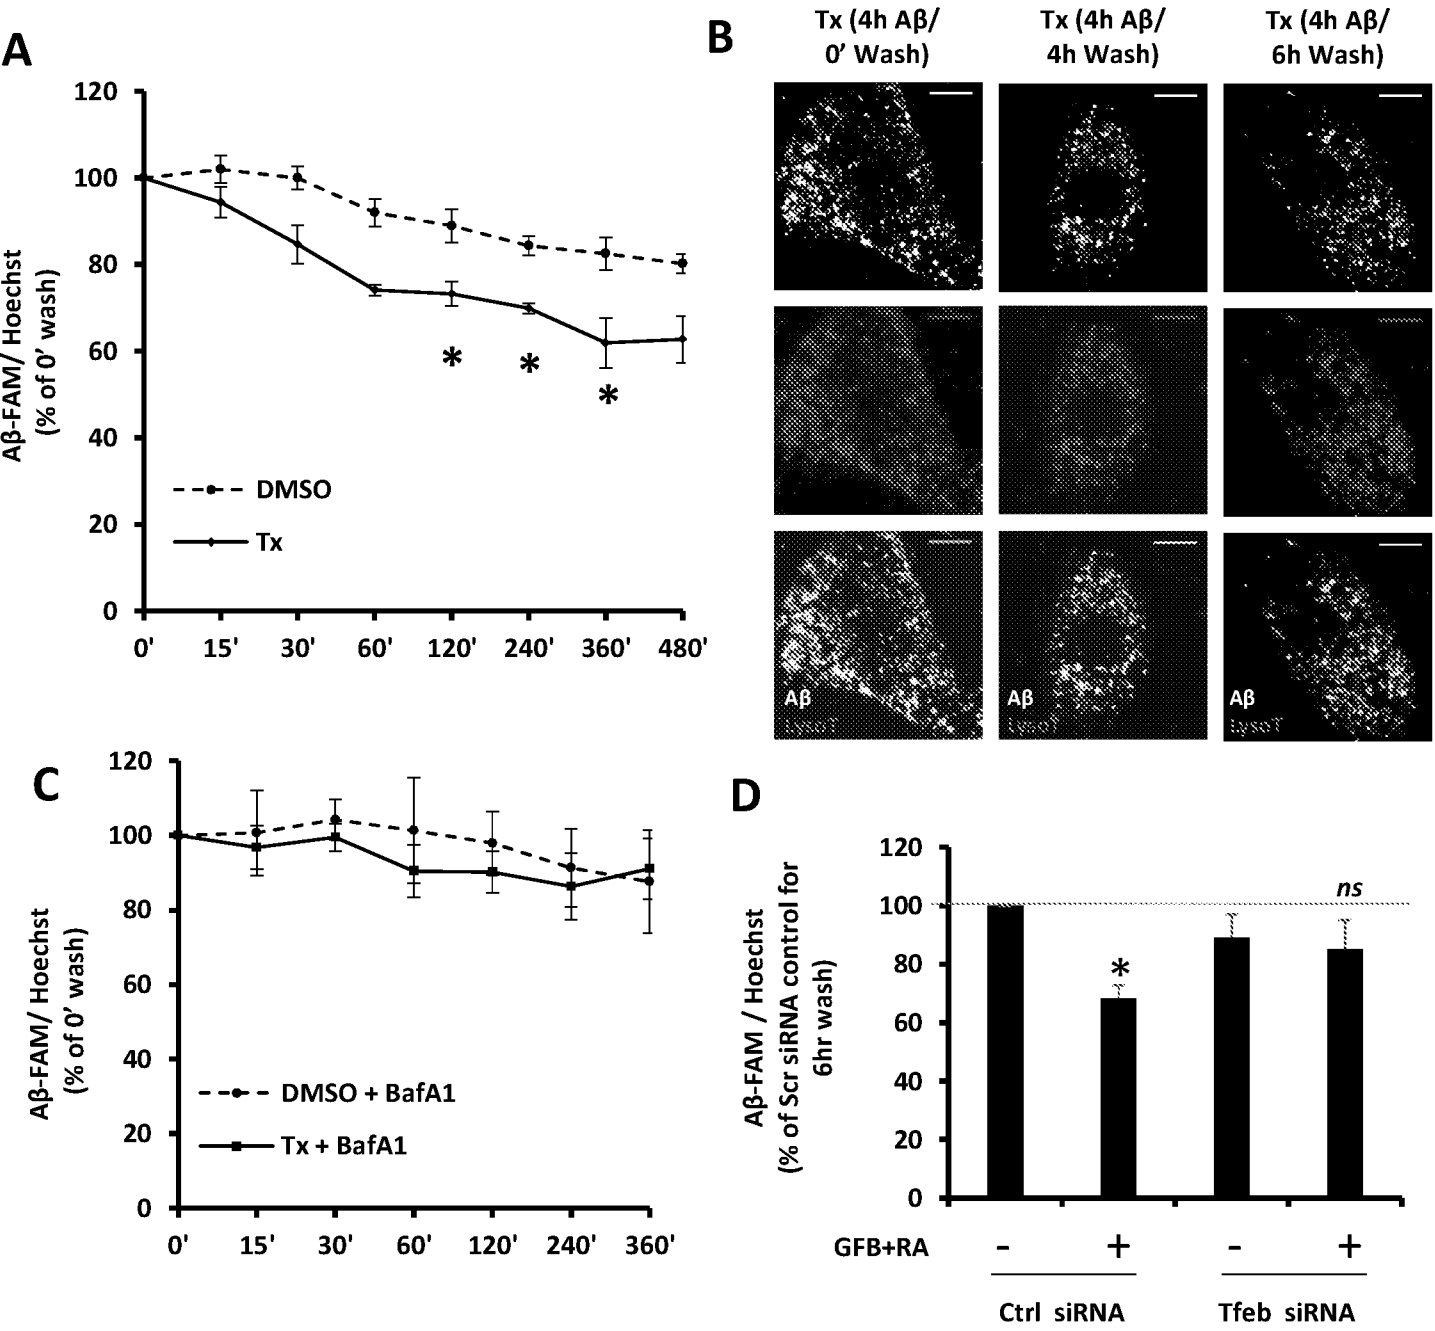 A
120
100
80
60
40
20
0
Aβ-FAM/ Hoechst
(% of 0' wash)
*
*
*
DMSO
Tx
0' 15' 30' 60' 120' 240' 360' 480'
B
Tx (4h Aβ/
0’ Wash)
Tx (4h Aβ/
4h Wash)
Tx (4h Aβ/
6h Wash)
Aβ
LysoT
Aβ
LysoT
Aβ
LysoT
C
120
100
80
60
40
20
0
Aβ-FAM/ Hoechst
(% of 0’ wash)
DMSO + BafA1
Tx + BafA1
0' 15' 30' 60' 120' 240' 360'
D
120
100
80
60
40
20
0
Aβ-FAM / Hoechst
(% of Scr siRNA control for
6hr wash)
*
ns
GFB+RA - + - +
Ctrl siRNA Tfeb siRNA